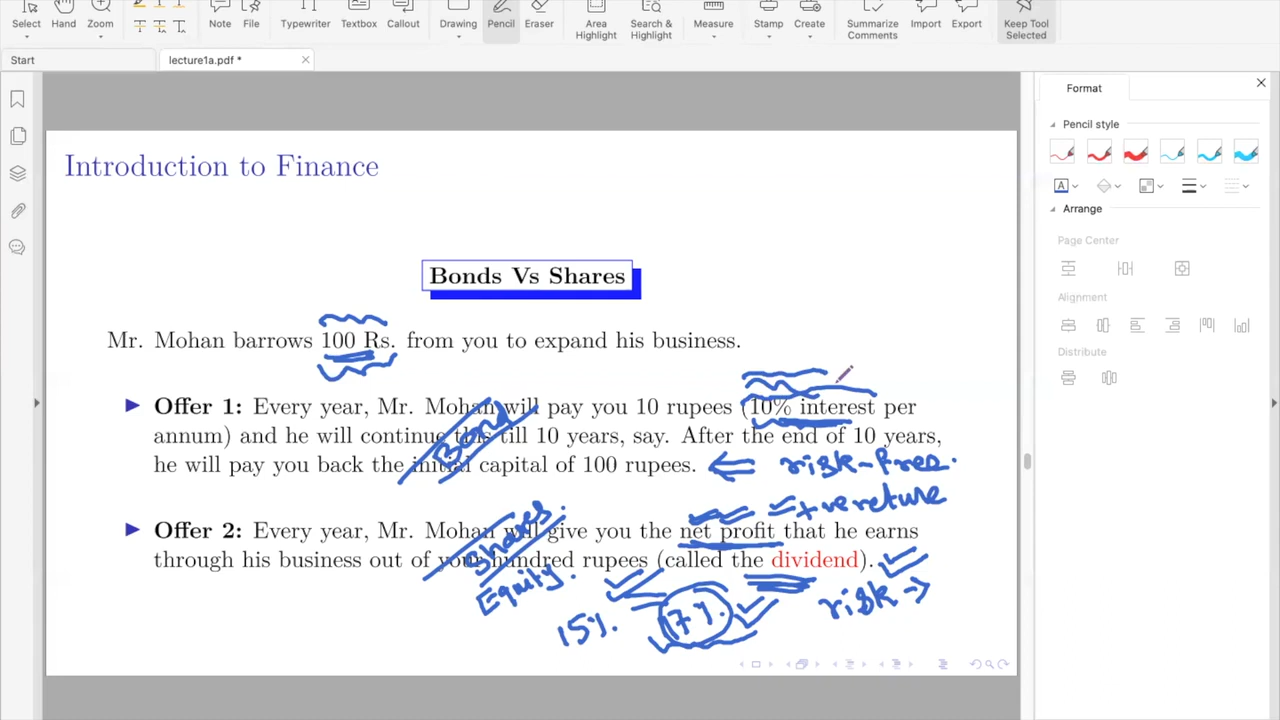 Select
Hand
Zoom
Note
File
Typewriter
Textbox
Callout
Drawing
Pencil
Eraser
Area Highlight
Search & Highlight
Measure
Stamp
Create
Summarize Comments
Import
Export
Keep Tool Selected
Start
lecture1a.pdf *
Format
Pencil style
Arrange
Page Center
Alignment
Distribute
Introduction to Finance
Bonds Vs Shares
Mr. Mohan barrows 100 Rs. from you to expand his business.
Offer 1: Every year, Mr. Mohan will pay you 10 rupees (10% interest per
annum) and he will continue this till 10 years, say. After the end of 10 years,
he will pay you back the initial capital of 100 rupees.
Bond
risk-free.
+ve return
Offer 2: Every year, Mr. Mohan will give you the net profit that he earns
through his business out of your hundred rupees (called the dividend).
Shares.
Equity.
15%.
17%.
risk →